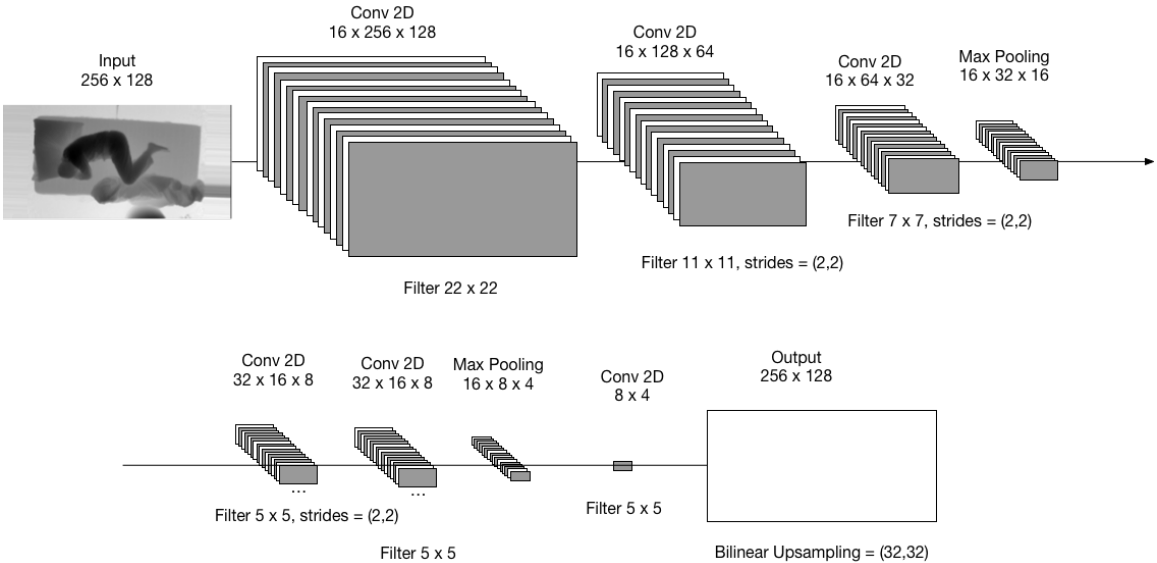 Input
256 x 128
Conv 2D
16 x 256 x 128
Filter 22 x 22
Conv 2D
16 x 128 x 64
Filter 11 x 11, strides = (2,2)
Conv 2D
16 x 64 x 32
Filter 7 x 7, strides = (2,2)
Max Pooling
16 x 32 x 16
Conv 2D
32 x 16 x 8
...
Filter 5 x 5, strides = (2,2)
Conv 2D
32 x 16 x 8
...
Filter 5 x 5
Max Pooling
16 x 8 x 4
Conv 2D
8 x 4
Filter 5 x 5
Output
256 x 128
Bilinear Upsampling = (32,32)